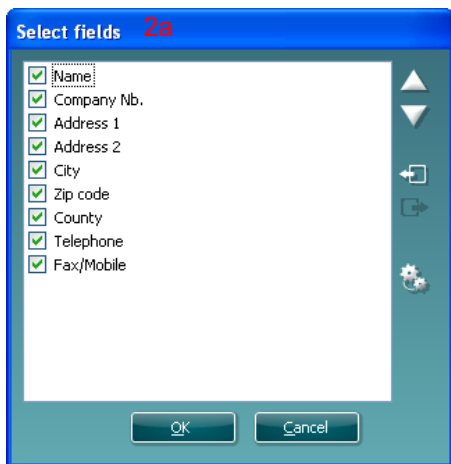 Select fields 2a
Name
Company Nb.
Address 1
Address 2
City
Zip code
County
Telephone
Fax/Mobile
OK Cancel